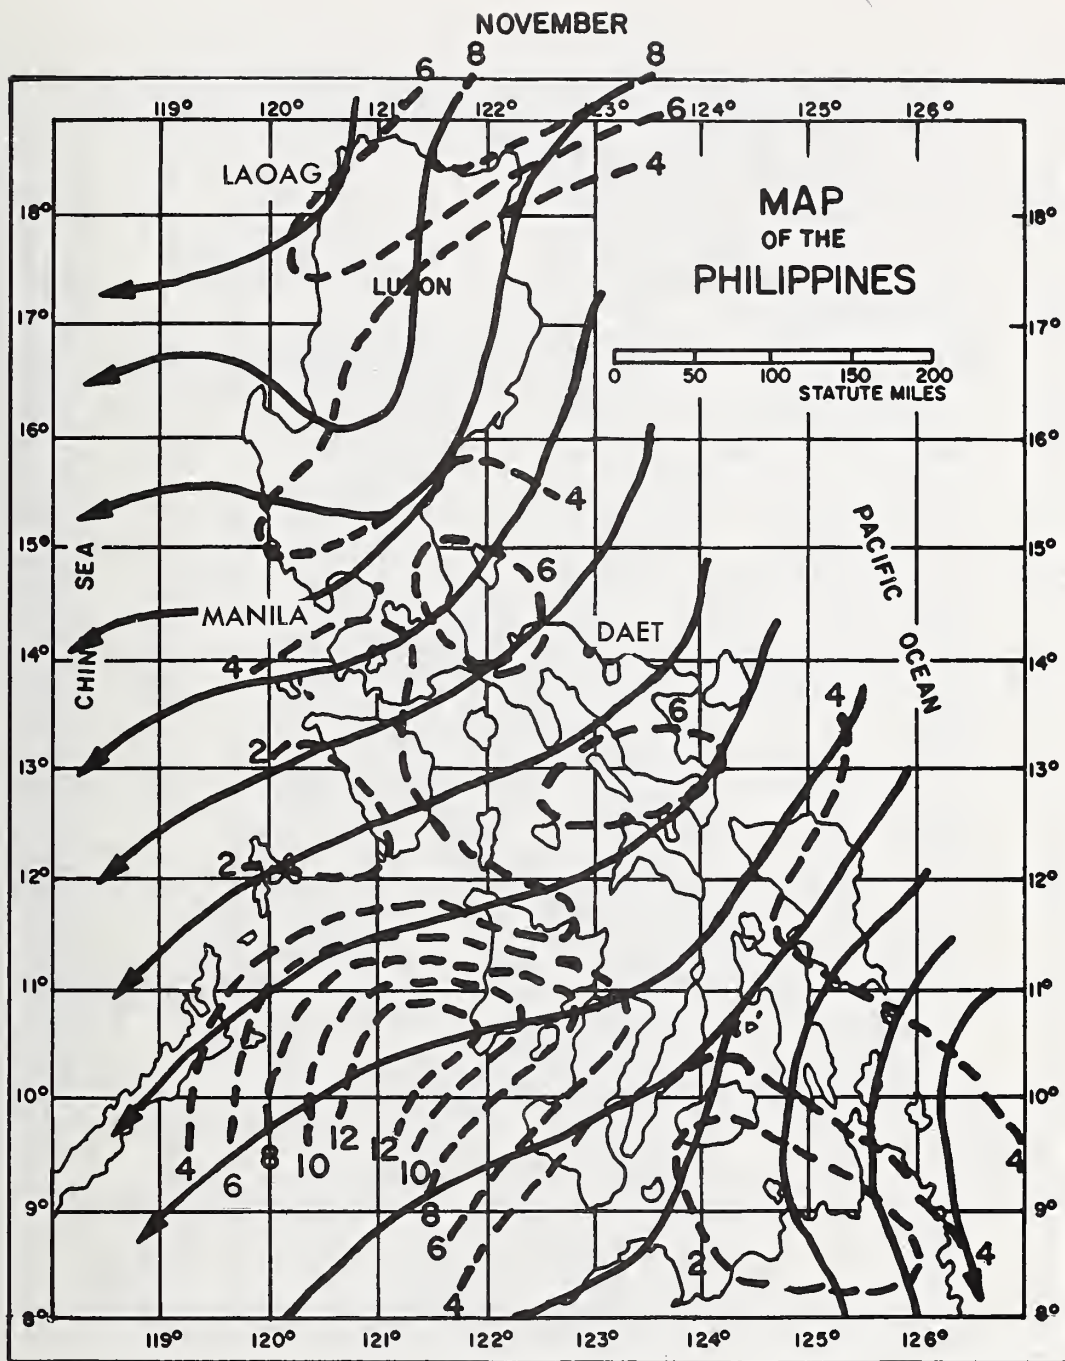 NOVEMBER
6 8 8
119° 120° 121° 122° 123° 124° 125° 126°
6
4
LAOAG
MAP
OF THE
PHILIPPINES
18° 18°
LUZON
17° 17°
0 50 100 150 200
STATUTE MILES
16° 16°
4
15° 15°
CHINA SEA
PACIFIC OCEAN
6
MANILA
DAET
4
14° 14°
6
4
2
13° 13°
2
12° 12°
11° 11°
10° 10°
4 6 8 10 12 12 10 8 6 4
4
9° 9°
2
4
8° 8°
119° 120° 121° 122° 123° 124° 125° 126°